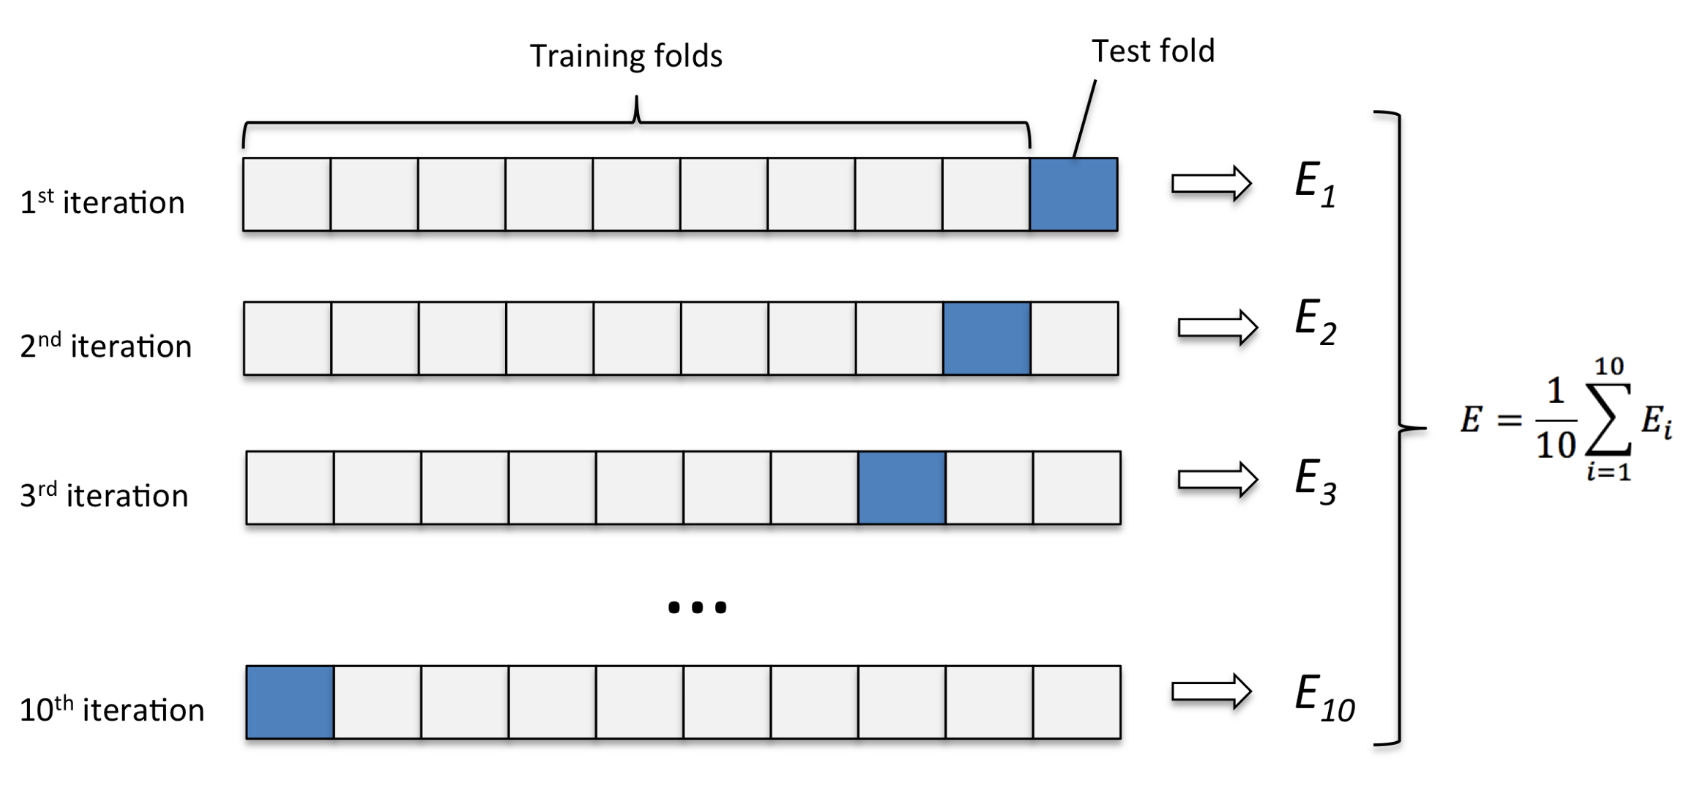 Training folds
Test fold
1st iteration
E1
2nd iteration
E2
3rd iteration
E3
...
10th iteration
E10
E = 1/10 ∑ i=1 10 Ei